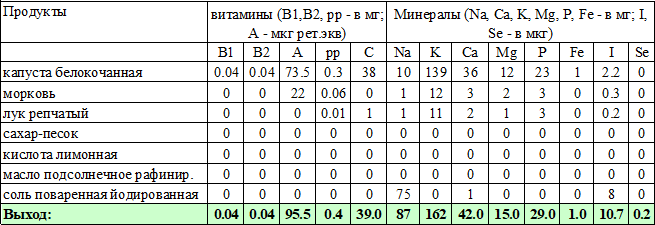 Продукты витамины (В1,В2, рр - в мг; Минералы (Na, Ca, K, Mg, P, Fe - в мг; I,
А - мкг рет.экв) Se - в мкг)
В1 В2 А рр С Na K Ca Mg P Fe I Se
капуста белокочанная 0.04 0.04 73.5 0.3 38 10 139 36 12 23 1 2.2 0
морковь 0 0 22 0.06 0 1 12 3 2 3 0 0.3 0
лук репчатый 0 0 0 0.01 1 1 11 2 1 3 0 0.2 0
сахар-песок 0 0 0 0 0 0 0 0 0 0 0 0 0
кислота лимонная 0 0 0 0 0 0 0 0 0 0 0 0 0
масло подсолнечное рафинир. 0 0 0 0 0 0 0 0 0 0 0 0 0
соль поваренная йодированная 0 0 0 0 0 75 0 1 0 0 0 8 0
Выход: 0.04 0.04 95.5 0.4 39.0 87 162 42.0 15.0 29.0 1.0 10.7 0.2